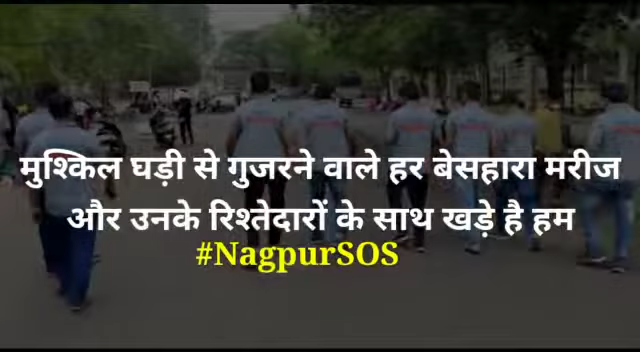 मुश्किल घड़ी से गुजरने वाले हर बेसहारा मरीज
और उनके रिश्तेदारों के साथ खड़े है हम
#NagpurSOS